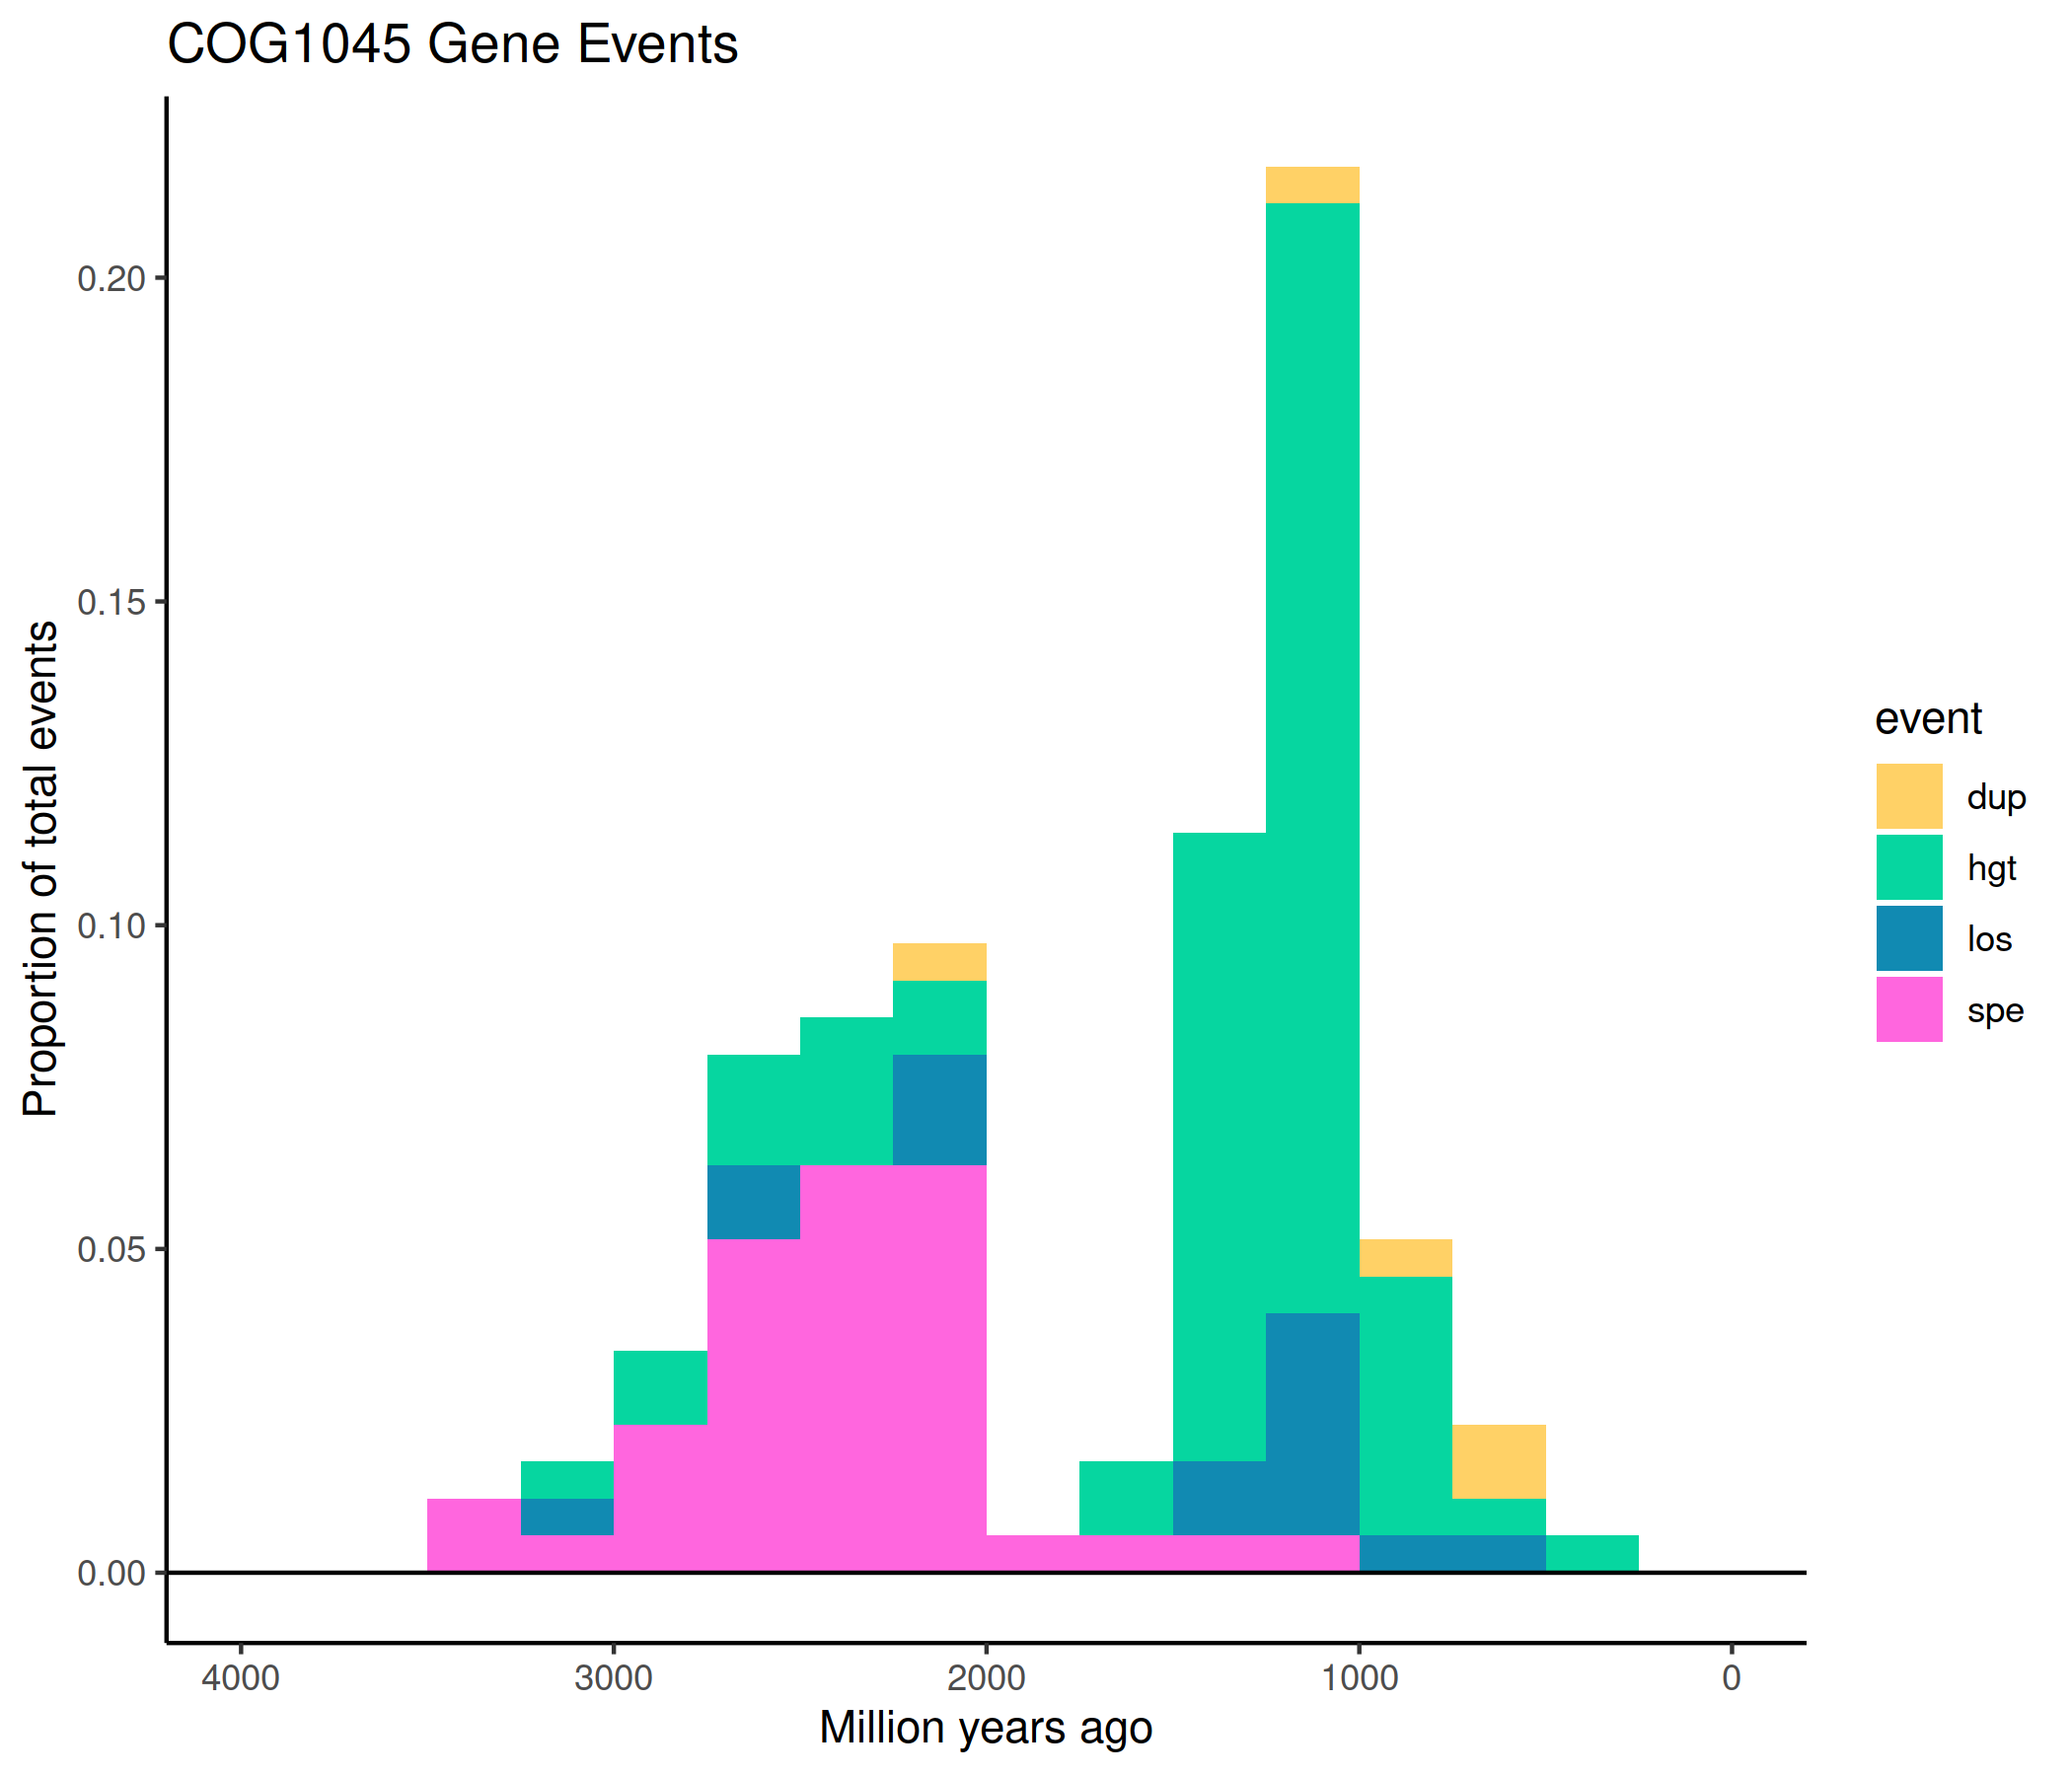 COG1045 Gene Events
Proportion of total events
0.20
0.15
0.10
0.05
0.00
4000 3000 2000 1000 0
Million years ago
event
dup
hgt
los
spe